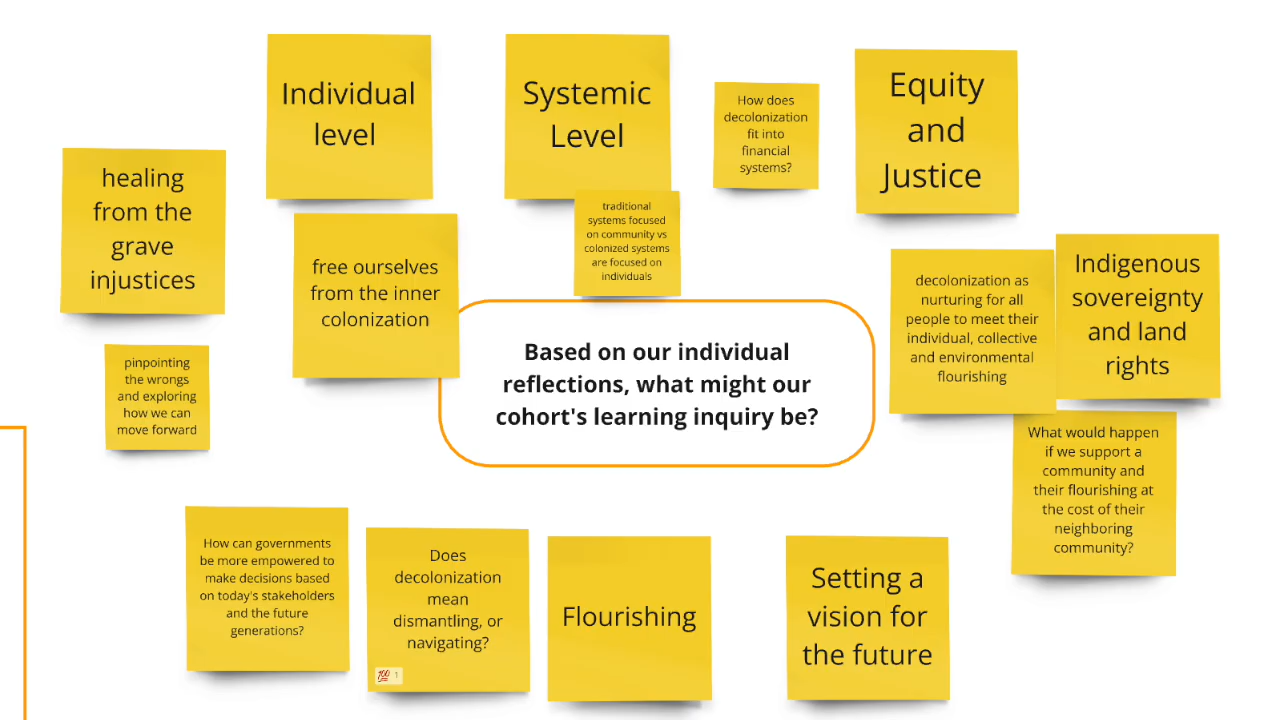 Individual
level
Systemic
Level
How does
decolonization
fit into
financial
systems?
Equity
and
Justice
healing
from the
grave
injustices
free ourselves
from the inner
colonization
traditional
systems focused
on community vs
colonized systems
are focused on
individuals
decolonization as
nurturing for all
people to meet their
individual, collective
and environmental
flourishing
Indigenous
sovereignty
and land
rights
pinpointing
the wrongs
and exploring
how we can
move forward
Based on our individual
reflections, what might our
cohort's learning inquiry be?
What would happen
if we support a
community and
their flourishing at
the cost of their
neighboring
community?
How can governments
be more empowered to
make decisions based
on today's stakeholders
and the future
generations?
Does
decolonization
mean
dismantling, or
navigating?
💯 1
Flourishing
Setting a
vision for
the future